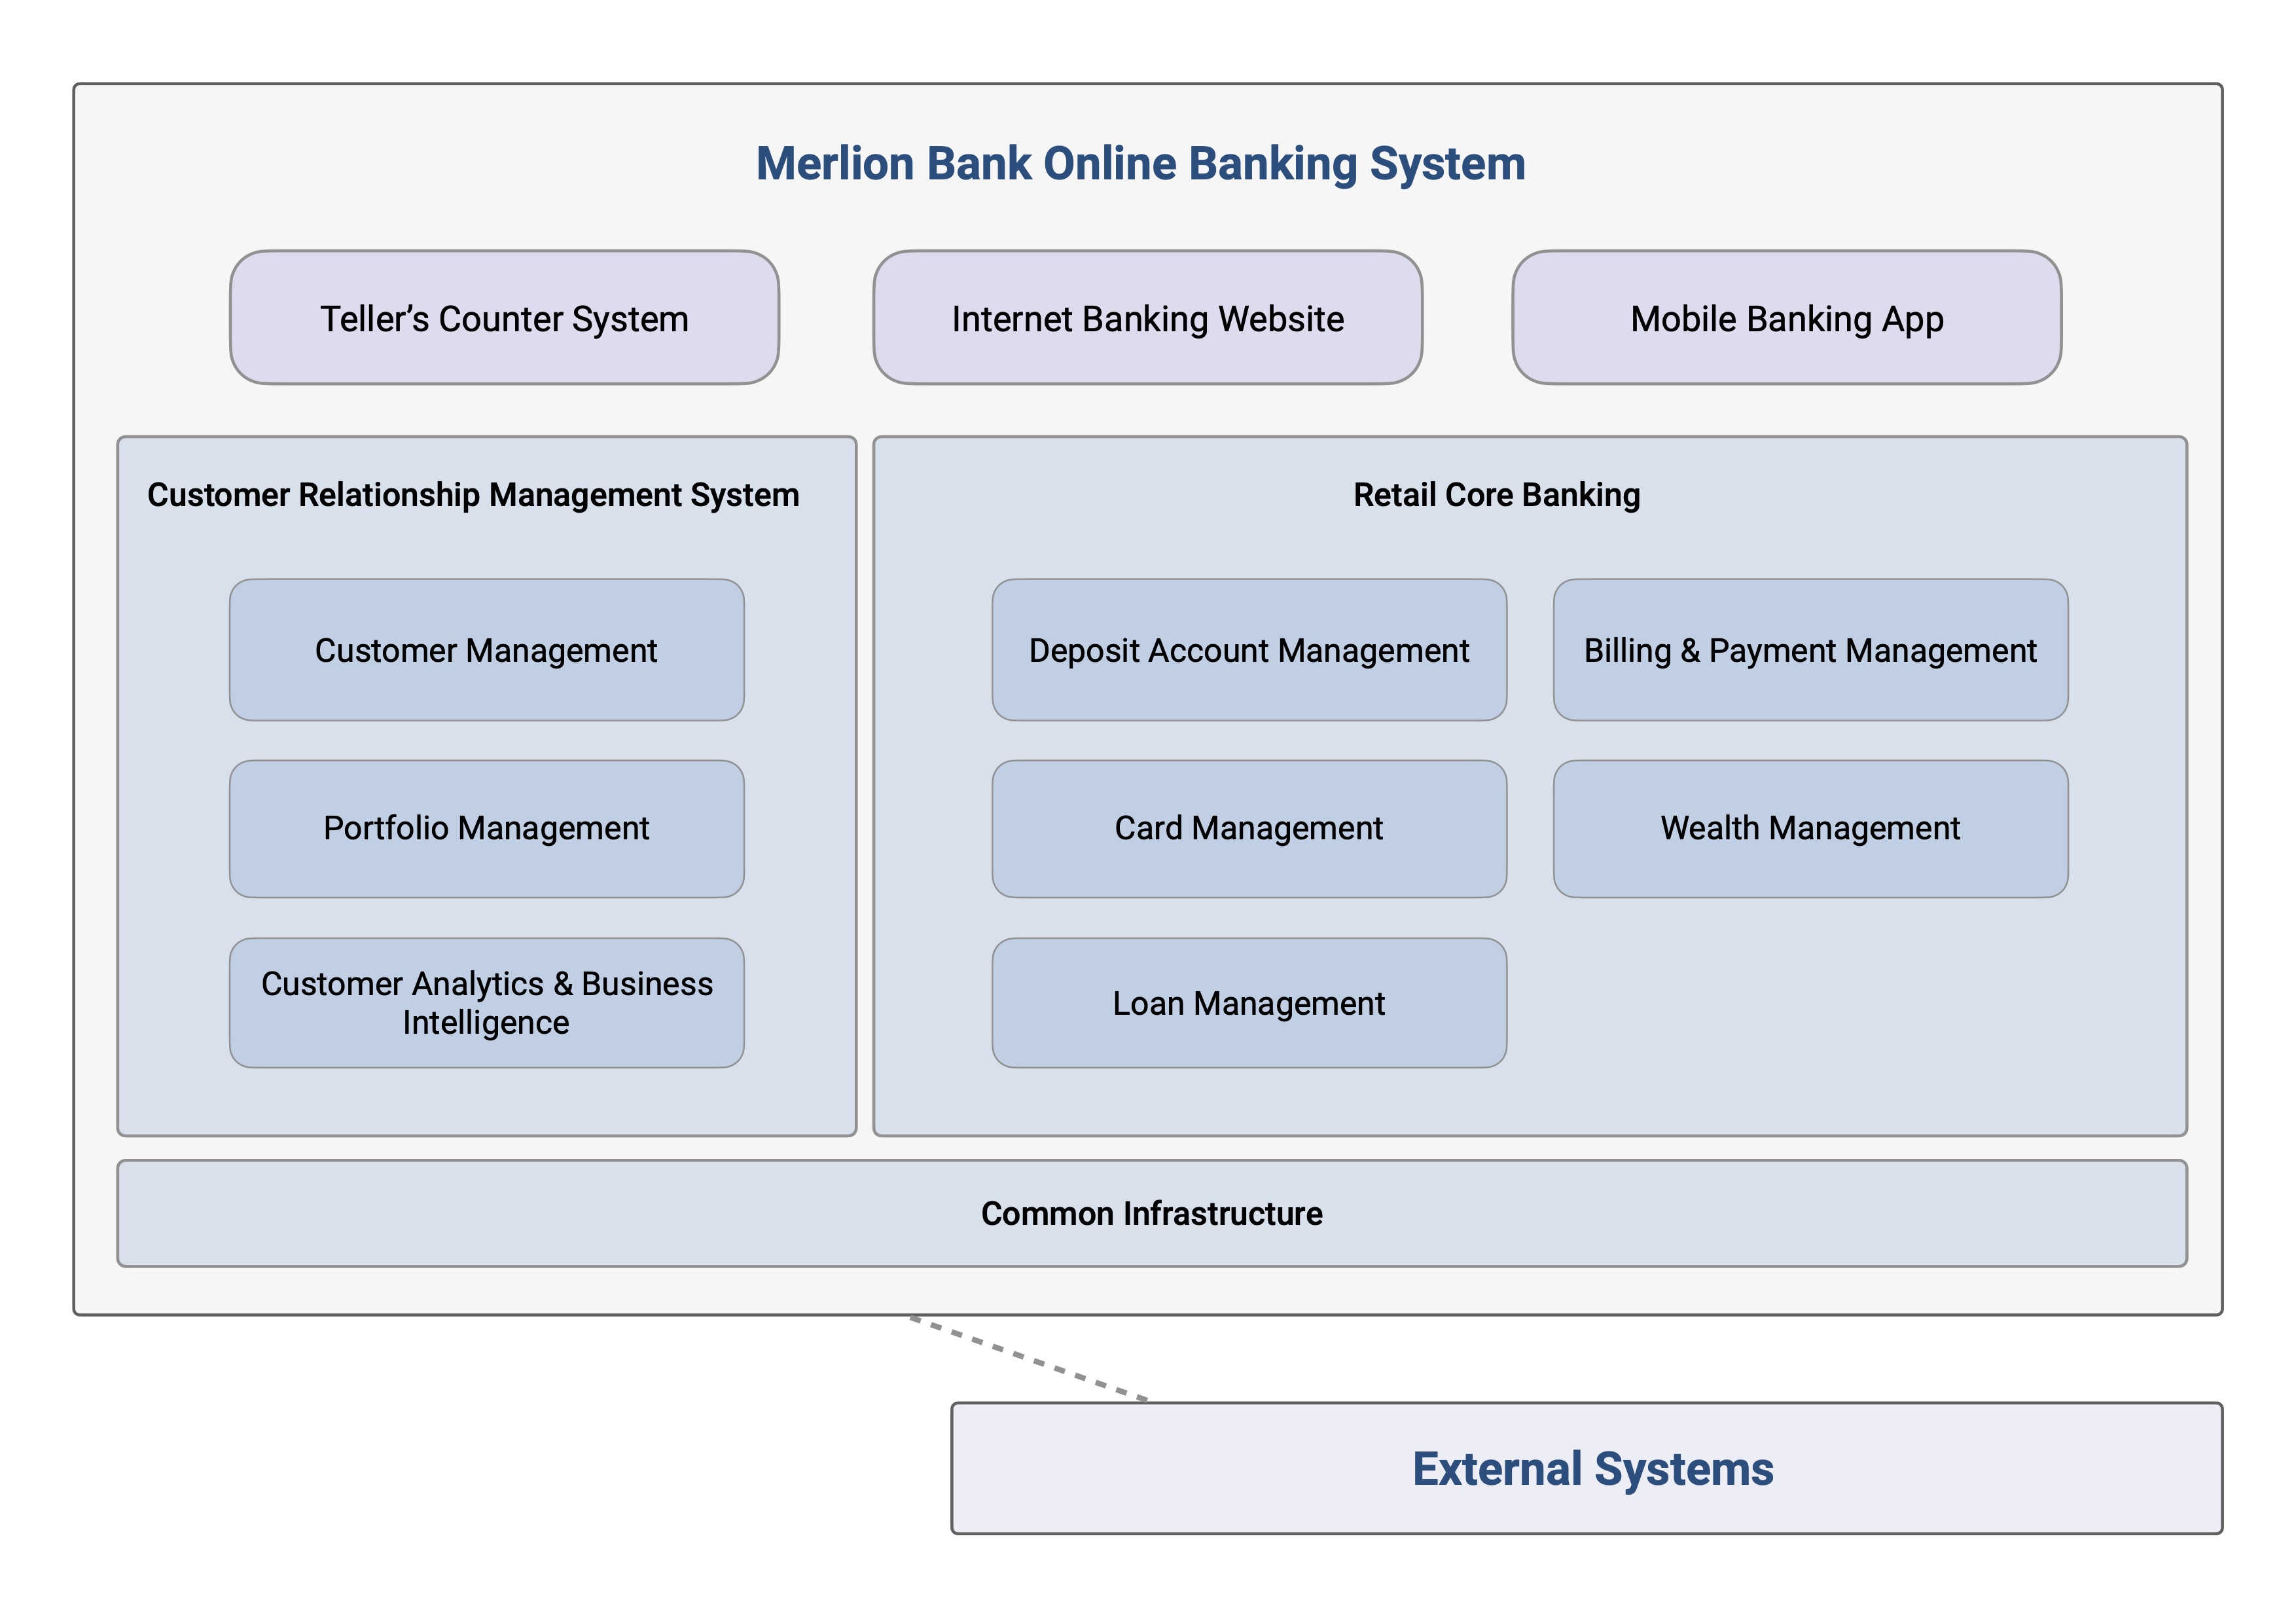 Merlion Bank Online Banking System
Teller’s Counter System
Internet Banking Website
Mobile Banking App
Customer Relationship Management System
Customer Management
Portfolio Management
Customer Analytics & Business
Intelligence
Retail Core Banking
Deposit Account Management
Billing & Payment Management
Card Management
Wealth Management
Loan Management
Common Infrastructure
External Systems